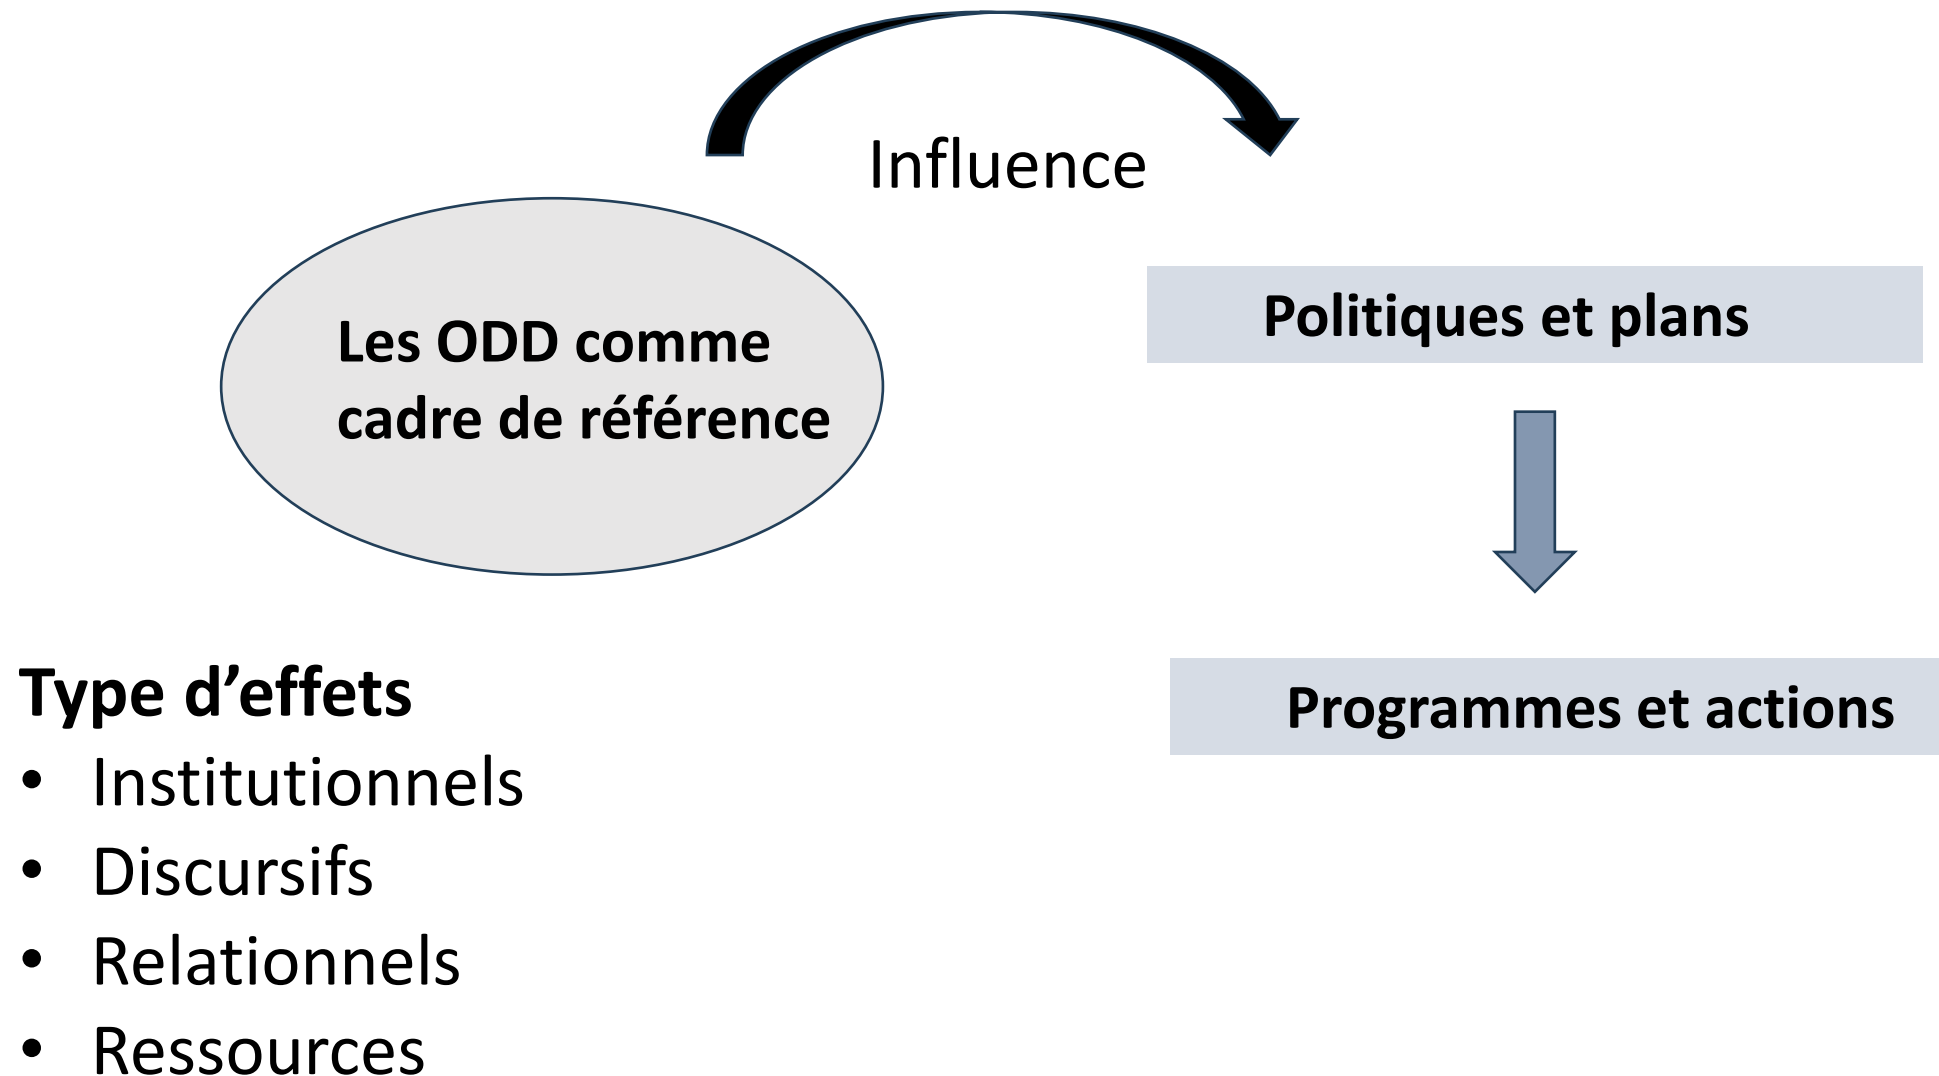 Influence
Les ODD comme
cadre de référence
Politiques et plans
Programmes et actions
Type d’effets
• Institutionnels
• Discursifs
• Relationnels
• Ressources